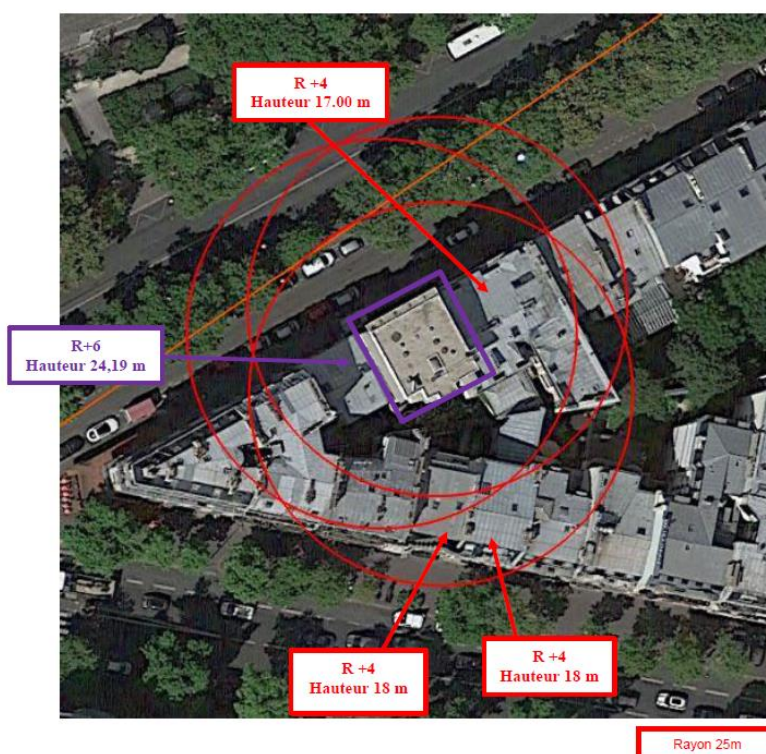 R +4
Hauteur 17.00 m
R+6
Hauteur 24,19 m
R +4
Hauteur 18 m
R +4
Hauteur 18 m
Rayon 25m